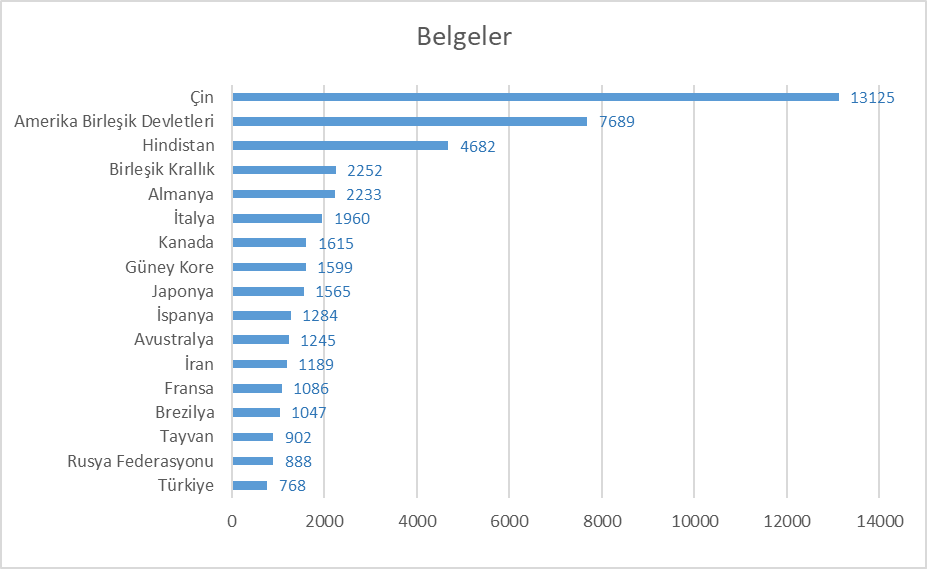 Belgeler
Çin 13125
Amerika Birleşik Devletleri 7689
Hindistan 4682
Birleşik Krallık 2252
Almanya 2233
İtalya 1960
Kanada 1615
Güney Kore 1599
Japonya 1565
İspanya 1284
Avustralya 1245
İran 1189
Fransa 1086
Brezilya 1047
Tayvan 902
Rusya Federasyonu 888
Türkiye 768
0 2000 4000 6000 8000 10000 12000 14000